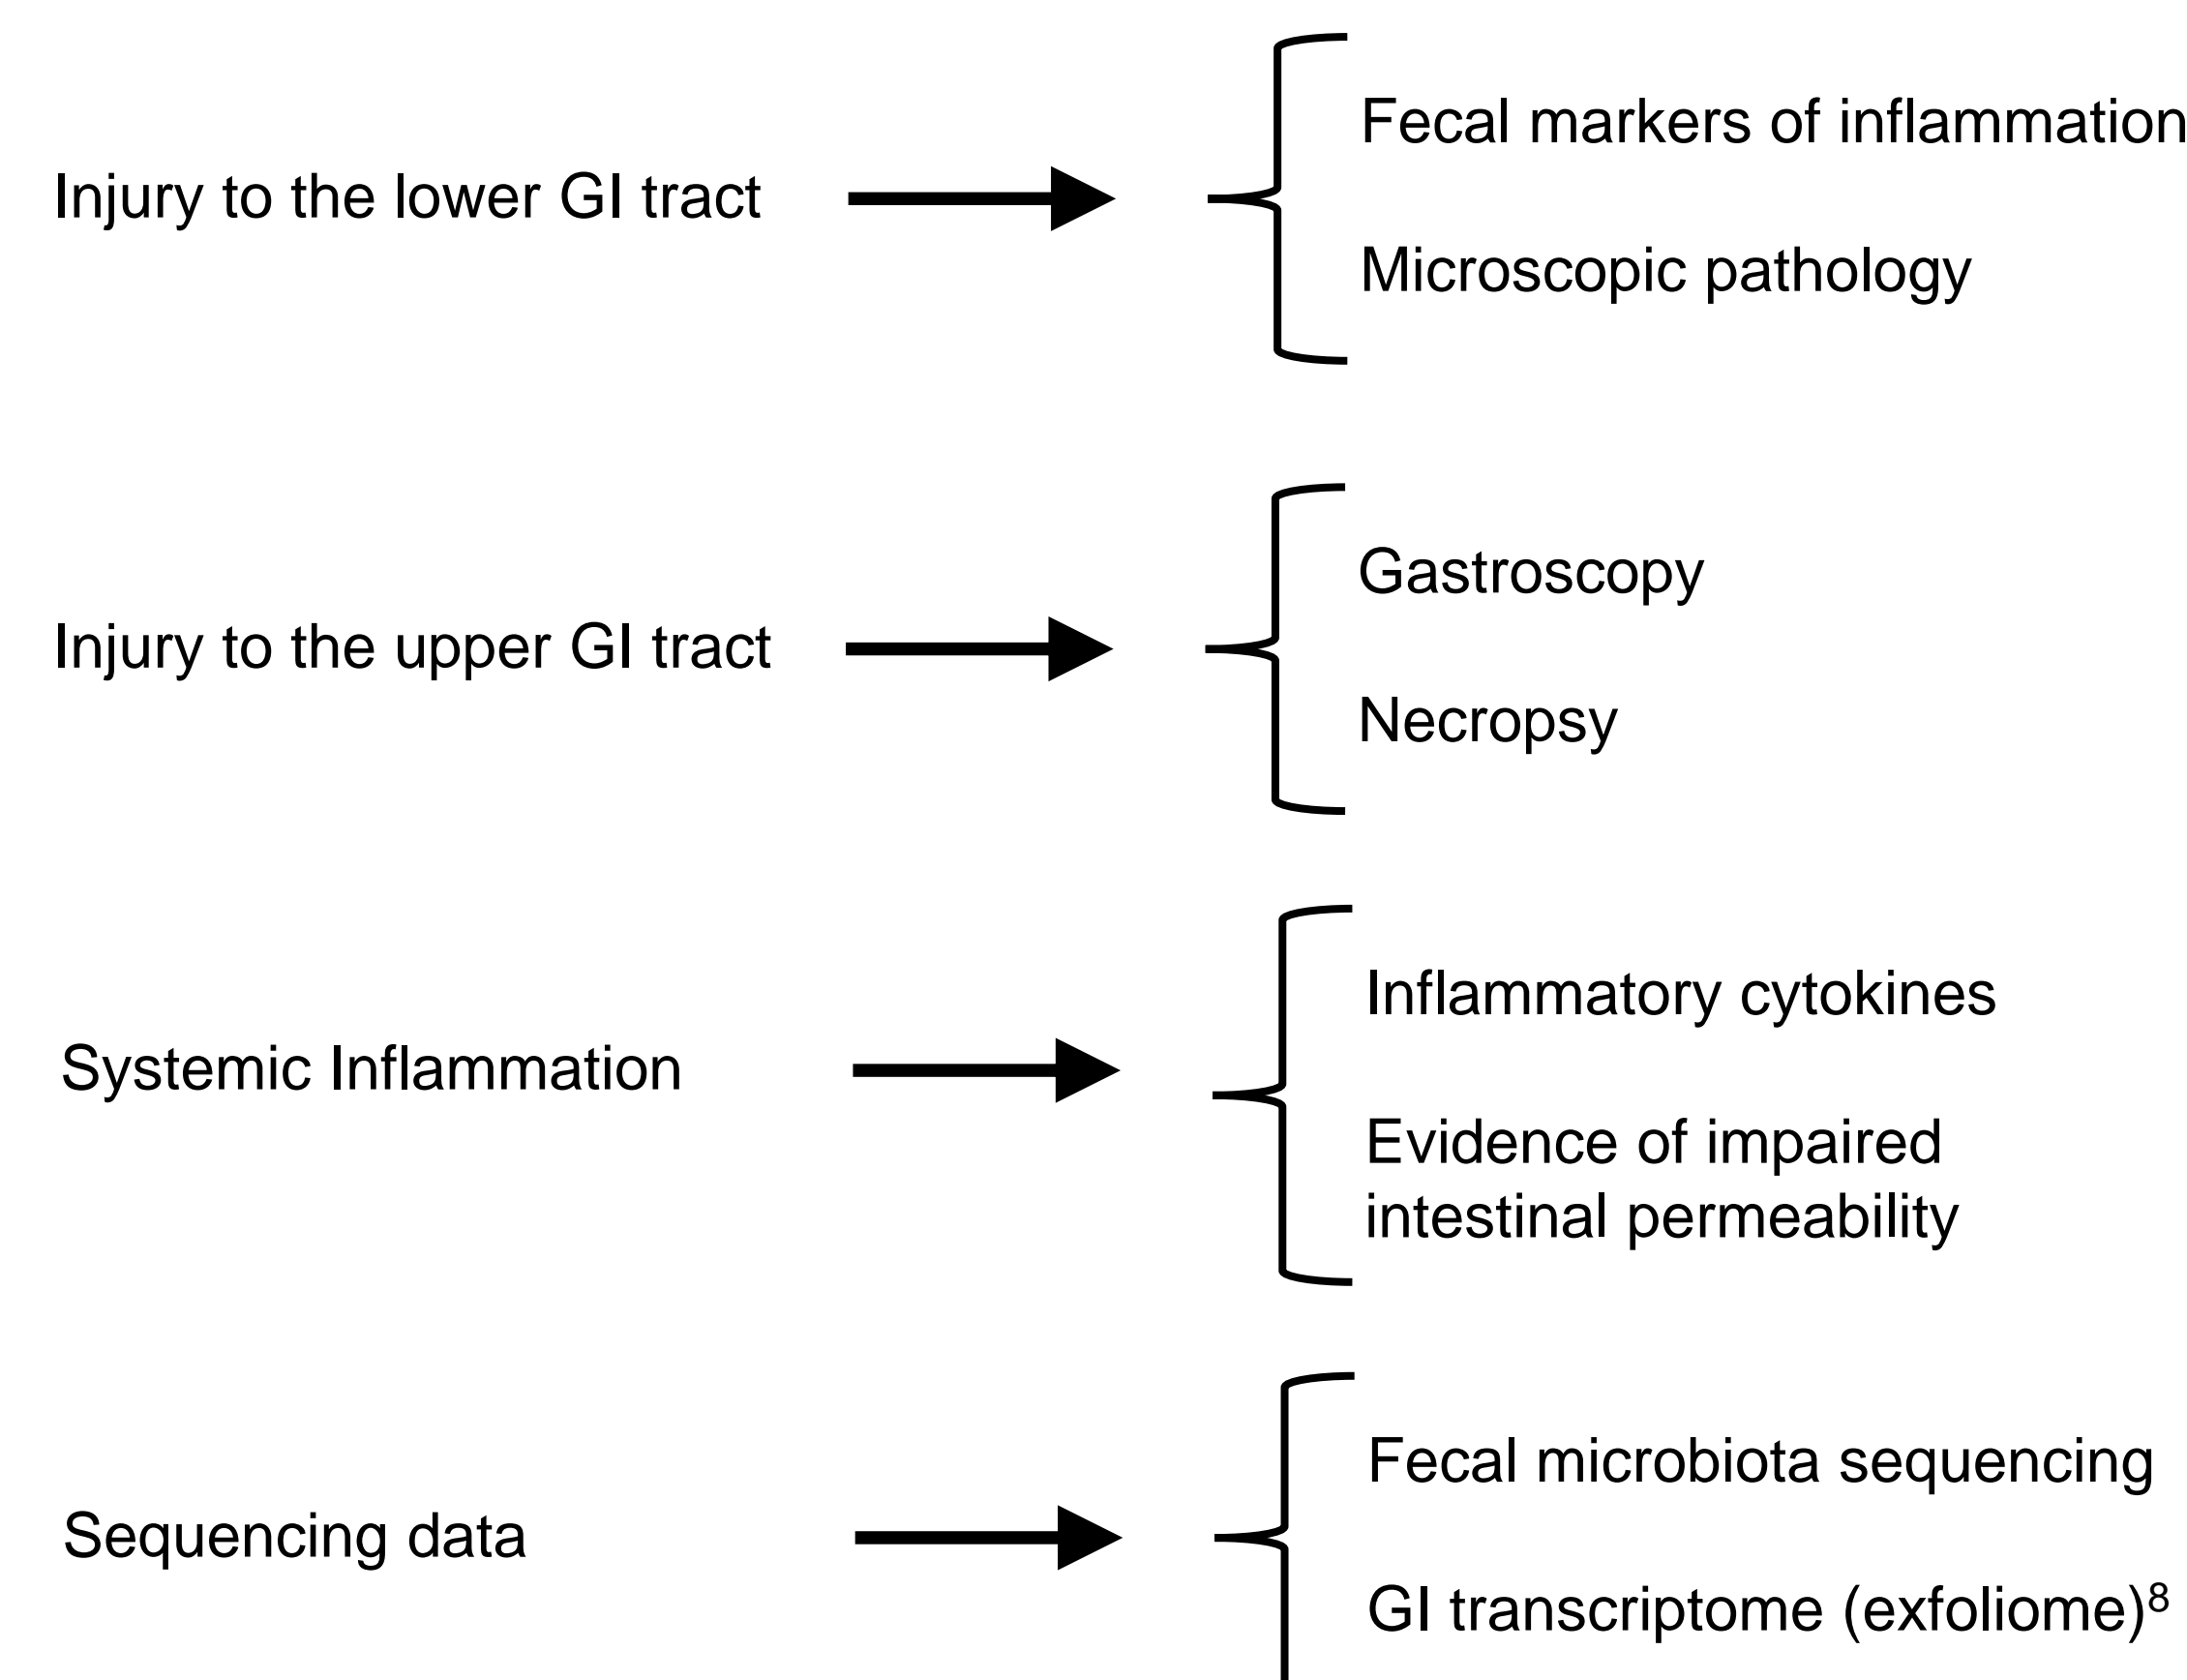 Injury to the lower GI tract
Fecal markers of inflammation
Microscopic pathology
Injury to the upper GI tract
Gastroscopy
Necropsy
Systemic Inflammation
Inflammatory cytokines
Evidence of impaired
intestinal permeability
Sequencing data
Fecal microbiota sequencing
GI transcriptome (exfoliome)⁸